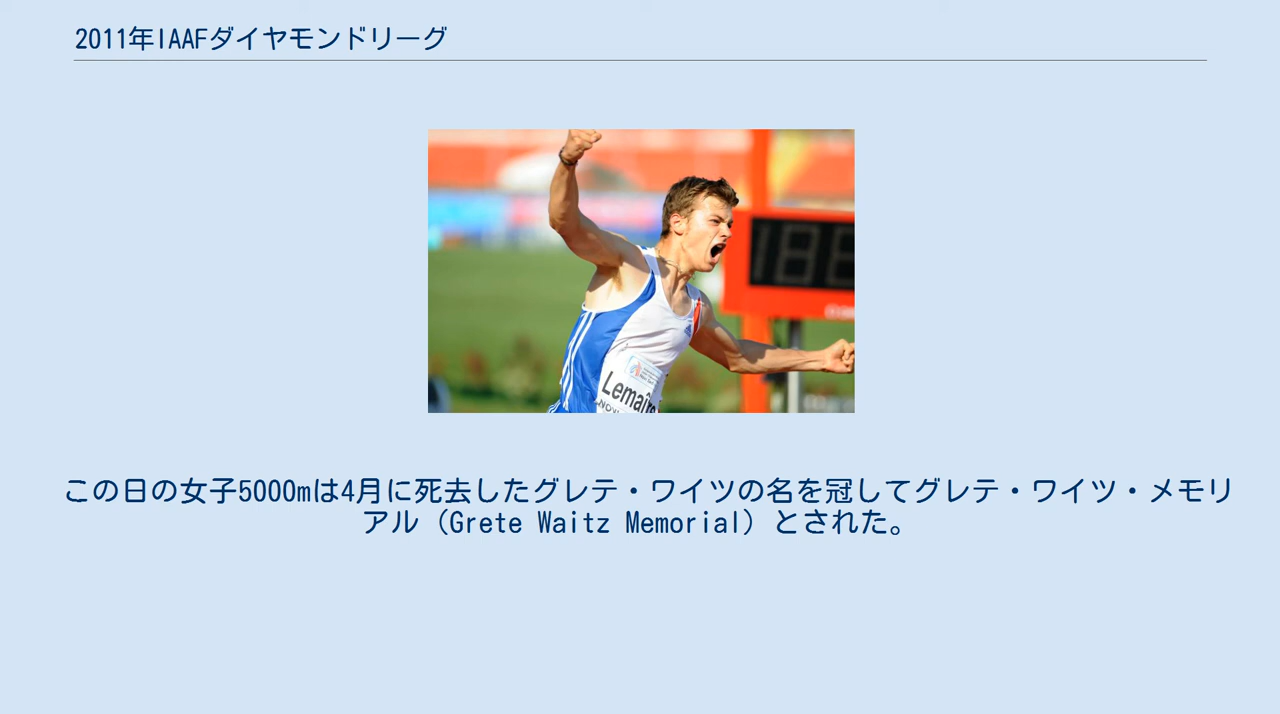 2011年IAAFダイヤモンドリーグ
188
Lemaitre
この日の女子5000mは4月に死去したグレテ・ワイツの名を冠してグレテ・ワイツ・メモリ
アル（Grete Waitz Memorial）とされた。